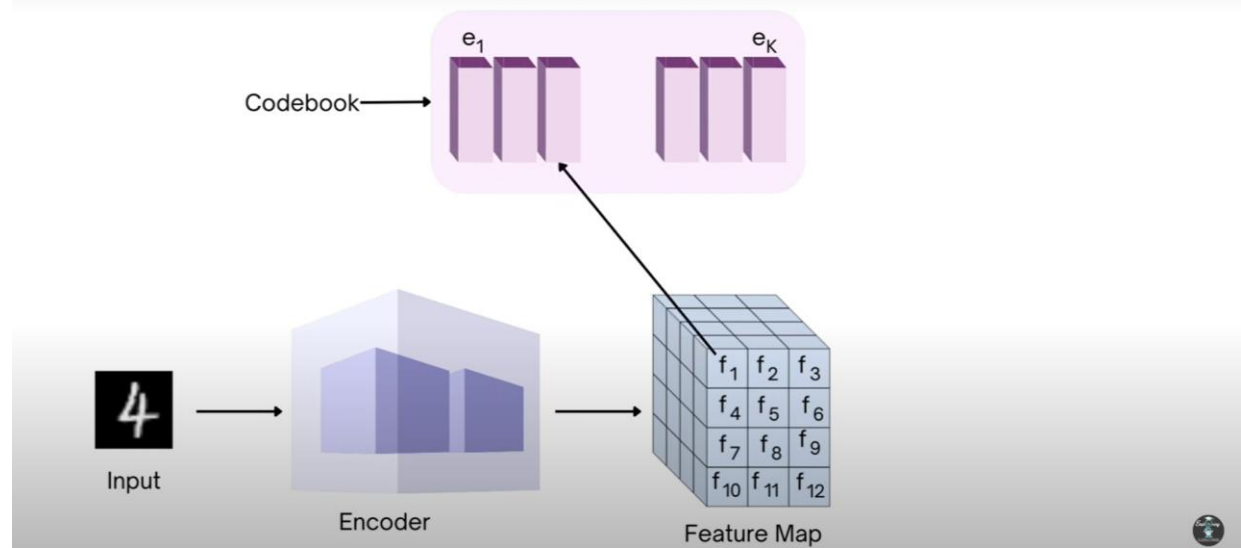 e1 eK
Codebook
4
f1 f2 f3
f4 f5 f6
f7 f8 f9
f10 f11 f12
Input
Encoder
Feature Map